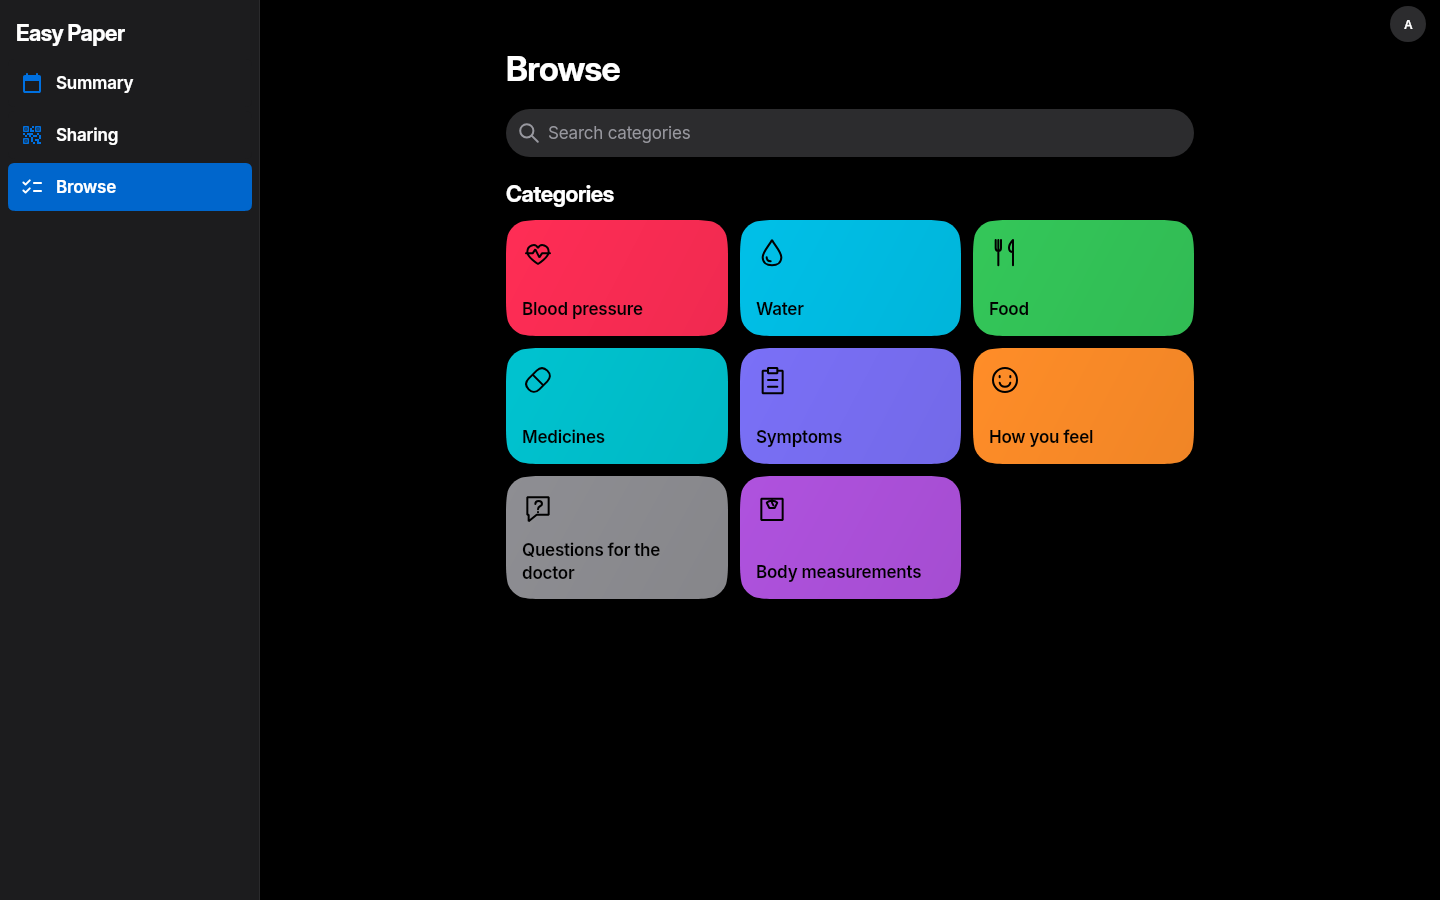 Easy Paper
Summary
Sharing
Browse
A
Browse
Search categories
Categories
Blood pressure
Water
Food
Medicines
Symptoms
How you feel
Questions for the
doctor
Body measurements